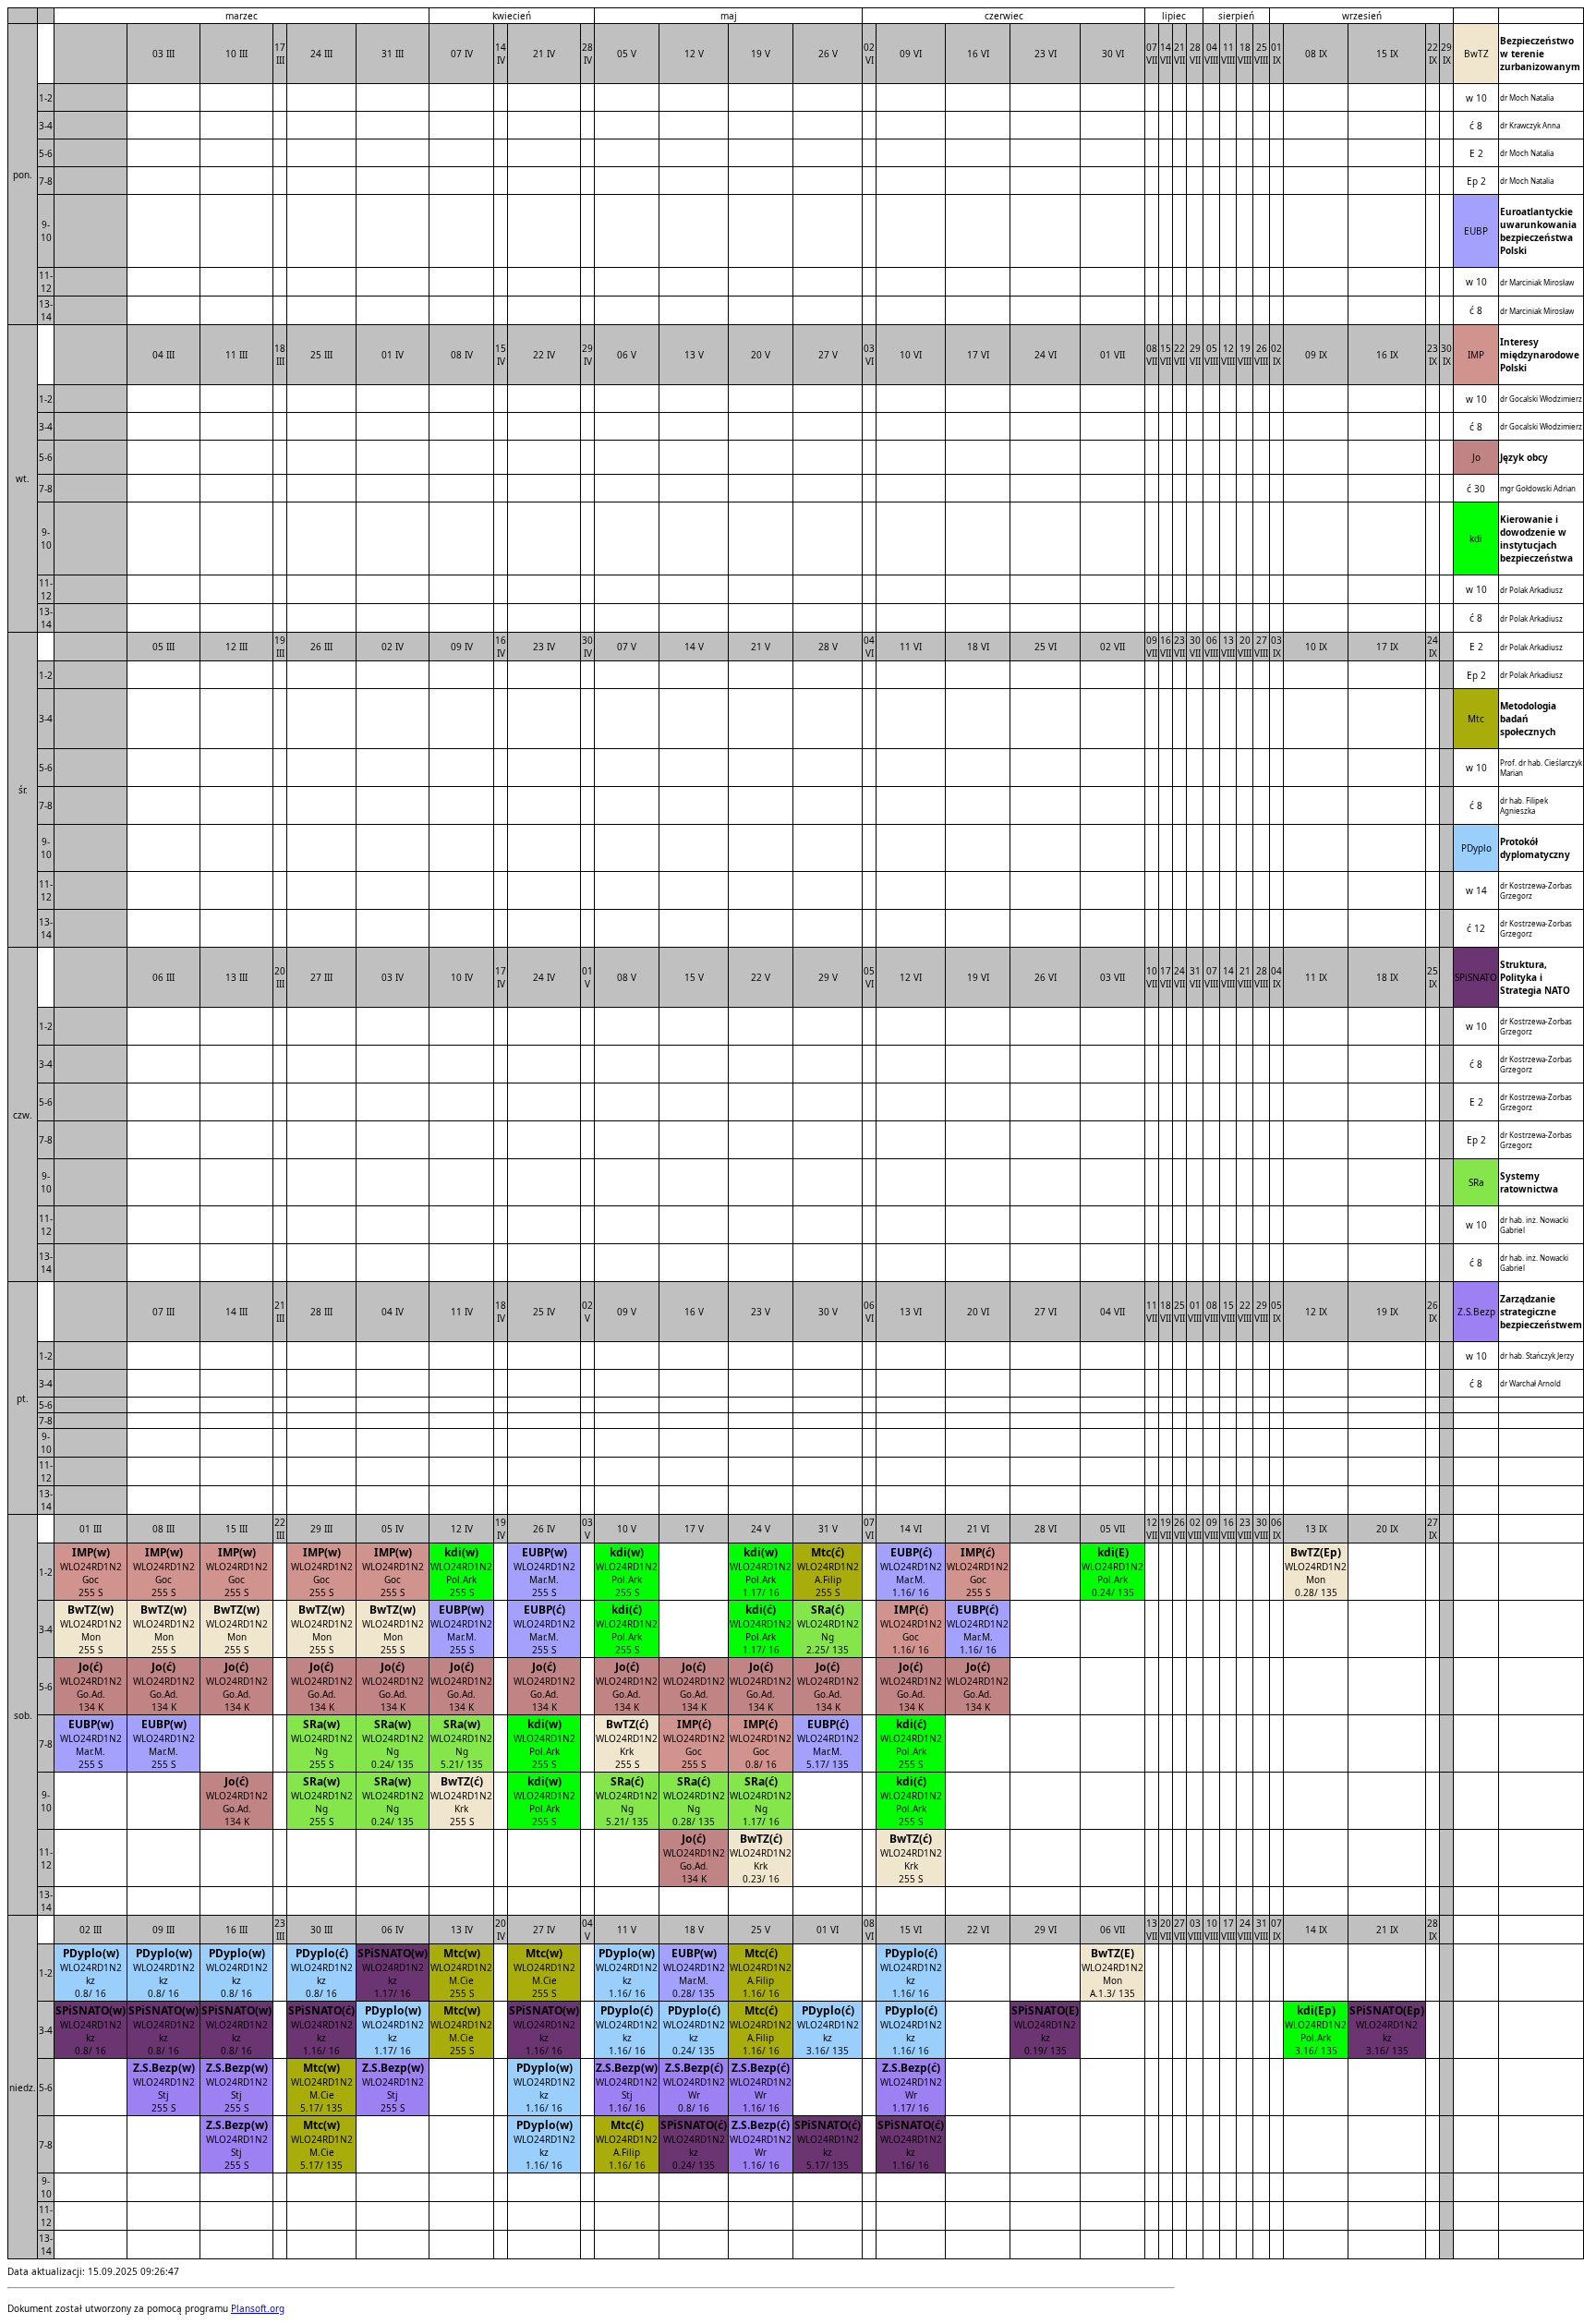 marzec kwiecień maj czerwiec lipiec sierpień wrzesień
pon. 03 III 10 III 17 III 24 III 31 III 07 IV 14 IV 21 IV 28 IV 05 V 12 V 19 V 26 V 02 VI 09 VI 16 VI 23 VI 30 VI 07 VII 14 VII 21 VII 28 VII 04 VIII 11 VIII 18 VIII 25 VIII 01 IX 08 IX 15 IX 22 IX 29 IX BwTZ Bezpieczeństwo w terenie zurbanizowanym
1-2 w 10 dr Moch Natalia
3-4 ć 8 dr Krawczyk Anna
5-6 E 2 dr Moch Natalia
7-8 Ep 2 dr Moch Natalia
9-10 EUBP Euroatlantyckie uwarunkowania bezpieczeństwa Polski
11-12 w 10 dr Marciniak Mirosław
13-14 ć 8 dr Marciniak Mirosław
wt. 04 III 11 III 18 III 25 III 01 IV 08 IV 15 IV 22 IV 29 IV 06 V 13 V 20 V 27 V 03 VI 10 VI 17 VI 24 VI 01 VII 08 VII 15 VII 22 VII 29 VII 05 VIII 12 VIII 19 VIII 26 VIII 02 IX 09 IX 16 IX 23 IX 30 IX IMP Interesy międzynarodowe Polski
1-2 w 10 dr Gocalski Włodzimierz
3-4 ć 8 dr Gocalski Włodzimierz
5-6 Jo Język obcy
7-8 ć 30 mgr Gołdowski Adrian
9-10 kdi Kierowanie i dowodzenie w instytucjach bezpieczeństwa
11-12 w 10 dr Polak Arkadiusz
13-14 ć 8 dr Polak Arkadiusz
śr. 05 III 12 III 19 III 26 III 02 IV 09 IV 16 IV 23 IV 30 IV 07 V 14 V 21 V 28 V 04 VI 11 VI 18 VI 25 VI 02 VII 09 VII 16 VII 23 VII 30 VII 06 VIII 13 VIII 20 VIII 27 VIII 03 IX 10 IX 17 IX 24 IX E 2 dr Polak Arkadiusz
1-2 Ep 2 dr Polak Arkadiusz
3-4 Mtc Metodologia badań społecznych
5-6 w 10 Prof. dr hab. Cieślarczyk Marian
7-8 ć 8 dr hab. Filipek Agnieszka
9-10 PDyplo Protokół dyplomatyczny
11-12 w 14 dr Kostrzewa-Zorbas Grzegorz
13-14 ć 12 dr Kostrzewa-Zorbas Grzegorz
czw. 06 III 13 III 20 III 27 III 03 IV 10 IV 17 IV 24 IV 01 V 08 V 15 V 22 V 29 V 05 VI 12 VI 19 VI 26 VI 03 VII 10 VII 17 VII 24 VII 31 VII 07 VIII 14 VIII 21 VIII 28 VIII 04 IX 11 IX 18 IX 25 IX SPiSNATO Struktura, Polityka i Strategia NATO
1-2 w 10 dr Kostrzewa-Zorbas Grzegorz
3-4 ć 8 dr Kostrzewa-Zorbas Grzegorz
5-6 E 2 dr Kostrzewa-Zorbas Grzegorz
7-8 Ep 2 dr Kostrzewa-Zorbas Grzegorz
9-10 SRa Systemy ratownictwa
11-12 w 10 dr hab. inż. Nowacki Gabriel
13-14 ć 8 dr hab. inż. Nowacki Gabriel
pt. 07 III 14 III 21 III 28 III 04 IV 11 IV 18 IV 25 IV 02 V 09 V 16 V 23 V 30 V 06 VI 13 VI 20 VI 27 VI 04 VII 11 VII 18 VII 25 VII 01 VIII 08 VIII 15 VIII 22 VIII 29 VIII 05 IX 12 IX 19 IX 26 IX Z.S.Bezp Zarządzanie strategiczne bezpieczeństwem
1-2 w 10 dr hab. Stańczyk Jerzy
3-4 ć 8 dr Warchał Arnold
5-6
7-8
9-10
11-12
13-14
sob. 01 III 08 III 15 III 22 III 29 III 05 IV 12 IV 19 IV 26 IV 03 V 10 V 17 V 24 V 31 V 07 VI 14 VI 21 VI 28 VI 05 VII 12 VII 19 VII 26 VII 02 VIII 09 VIII 16 VIII 23 VIII 30 VIII 06 IX 13 IX 20 IX 27 IX
1-2 IMP(w) IMP(w) IMP(w) IMP(w) IMP(w) kdi(w) EUBP(w) kdi(w) kdi(w) Mtc(ć) EUBP(ć) IMP(ć) kdi(E) BwTZ(Ep)
WLO24RD1N2 WLO24RD1N2 WLO24RD1N2 WLO24RD1N2 WLO24RD1N2 WLO24RD1N2 WLO24RD1N2 WLO24RD1N2 WLO24RD1N2 WLO24RD1N2 WLO24RD1N2 WLO24RD1N2 WLO24RD1N2 WLO24RD1N2
Goc Goc Goc Goc Goc Pol.Ark Mar.M. Pol.Ark Pol.Ark A.Filip Mar.M. Goc Pol.Ark Mon
255 S 255 S 255 S 255 S 255 S 255 S 255 S 255 S 1.17/ 16 255 S 1.16/ 16 255 S 0.24/ 135 0.28/ 135
3-4 BwTZ(w) BwTZ(w) BwTZ(w) BwTZ(w) BwTZ(w) EUBP(w) EUBP(ć) kdi(ć) kdi(ć) SRa(ć) IMP(ć) EUBP(ć)
WLO24RD1N2 WLO24RD1N2 WLO24RD1N2 WLO24RD1N2 WLO24RD1N2 WLO24RD1N2 WLO24RD1N2 WLO24RD1N2 WLO24RD1N2 WLO24RD1N2 WLO24RD1N2 WLO24RD1N2
Mon Mon Mon Mon Mon Mar.M. Mar.M. Pol.Ark Pol.Ark Ng Goc Mar.M.
255 S 255 S 255 S 255 S 255 S 255 S 255 S 255 S 1.17/ 16 2.25/ 135 1.16/ 16 1.16/ 16
5-6 Jo(ć) Jo(ć) Jo(ć) Jo(ć) Jo(ć) Jo(ć) Jo(ć) Jo(ć) Jo(ć) Jo(ć) Jo(ć) Jo(ć) Jo(ć)
WLO24RD1N2 WLO24RD1N2 WLO24RD1N2 WLO24RD1N2 WLO24RD1N2 WLO24RD1N2 WLO24RD1N2 WLO24RD1N2 WLO24RD1N2 WLO24RD1N2 WLO24RD1N2 WLO24RD1N2 WLO24RD1N2
Go.Ad. Go.Ad. Go.Ad. Go.Ad. Go.Ad. Go.Ad. Go.Ad. Go.Ad. Go.Ad. Go.Ad. Go.Ad. Go.Ad. Go.Ad.
134 K 134 K 134 K 134 K 134 K 134 K 134 K 134 K 134 K 134 K 134 K 134 K 134 K
7-8 EUBP(w) EUBP(w) SRa(w) SRa(w) SRa(w) kdi(w) BwTZ(ć) IMP(ć) IMP(ć) EUBP(ć) kdi(ć)
WLO24RD1N2 WLO24RD1N2 WLO24RD1N2 WLO24RD1N2 WLO24RD1N2 WLO24RD1N2 WLO24RD1N2 WLO24RD1N2 WLO24RD1N2 WLO24RD1N2 WLO24RD1N2
Mar.M. Mar.M. Ng Ng Ng Pol.Ark Krk Goc Goc Mar.M. Pol.Ark
255 S 255 S 255 S 0.24/ 135 5.21/ 135 255 S 255 S 255 S 0.8/ 16 5.17/ 135 255 S
9-10 Jo(ć) SRa(w) SRa(w) BwTZ(ć) kdi(w) SRa(ć) SRa(ć) SRa(ć) kdi(ć)
WLO24RD1N2 WLO24RD1N2 WLO24RD1N2 WLO24RD1N2 WLO24RD1N2 WLO24RD1N2 WLO24RD1N2 WLO24RD1N2 WLO24RD1N2
Go.Ad. Ng Ng Krk Pol.Ark Ng Ng Ng Pol.Ark
134 K 255 S 0.24/ 135 255 S 255 S 5.21/ 135 0.28/ 135 1.17/ 16 255 S
11-12 Jo(ć) BwTZ(ć) BwTZ(ć)
WLO24RD1N2 WLO24RD1N2 WLO24RD1N2
Go.Ad. Krk Krk
134 K 0.23/ 16 255 S
13-14
niedz. 02 III 09 III 16 III 23 III 30 III 06 IV 13 IV 20 IV 27 IV 04 V 11 V 18 V 25 V 01 VI 08 VI 15 VI 22 VI 29 VI 06 VII 13 VII 20 VII 27 VII 03 VIII 10 VIII 17 VIII 24 VIII 31 VIII 07 IX 14 IX 21 IX 28 IX
1-2 PDyplo(w) PDyplo(w) PDyplo(w) PDyplo(ć) SPiSNATO(w) Mtc(w) Mtc(w) PDyplo(w) EUBP(w) Mtc(ć) PDyplo(ć) BwTZ(E)
WLO24RD1N2 WLO24RD1N2 WLO24RD1N2 WLO24RD1N2 WLO24RD1N2 WLO24RD1N2 WLO24RD1N2 WLO24RD1N2 WLO24RD1N2 WLO24RD1N2 WLO24RD1N2 WLO24RD1N2
kz kz kz kz kz M.Cie M.Cie kz Mar.M. A.Filip kz Mon
0.8/ 16 0.8/ 16 0.8/ 16 0.8/ 16 1.17/ 16 255 S 255 S 1.16/ 16 0.28/ 135 1.16/ 16 1.16/ 16 A.1.3/ 135
3-4 SPiSNATO(w) SPiSNATO(w) SPiSNATO(w) SPiSNATO(ć) PDyplo(w) Mtc(w) SPiSNATO(w) PDyplo(ć) PDyplo(ć) Mtc(ć) PDyplo(ć) PDyplo(ć) SPiSNATO(E) kdi(Ep) SPiSNATO(Ep)
WLO24RD1N2 WLO24RD1N2 WLO24RD1N2 WLO24RD1N2 WLO24RD1N2 WLO24RD1N2 WLO24RD1N2 WLO24RD1N2 WLO24RD1N2 WLO24RD1N2 WLO24RD1N2 WLO24RD1N2 WLO24RD1N2 WLO24RD1N2 WLO24RD1N2
kz kz kz kz kz M.Cie kz kz kz A.Filip kz kz kz Pol.Ark kz
0.8/ 16 0.8/ 16 0.8/ 16 1.16/ 16 1.17/ 16 255 S 1.16/ 16 1.16/ 16 0.24/ 135 1.16/ 16 3.16/ 135 1.16/ 16 0.19/ 135 3.16/ 135 3.16/ 135
5-6 Z.S.Bezp(w) Z.S.Bezp(w) Mtc(w) Z.S.Bezp(w) PDyplo(w) Z.S.Bezp(w) Z.S.Bezp(ć) Z.S.Bezp(ć) Z.S.Bezp(ć)
WLO24RD1N2 WLO24RD1N2 WLO24RD1N2 WLO24RD1N2 WLO24RD1N2 WLO24RD1N2 WLO24RD1N2 WLO24RD1N2 WLO24RD1N2
Stj Stj M.Cie Stj kz Stj Wr Wr Wr
255 S 255 S 5.17/ 135 255 S 1.16/ 16 1.16/ 16 0.8/ 16 1.16/ 16 1.17/ 16
7-8 Z.S.Bezp(w) Mtc(w) PDyplo(w) Mtc(ć) SPiSNATO(ć) Z.S.Bezp(ć) SPiSNATO(ć) SPiSNATO(ć)
WLO24RD1N2 WLO24RD1N2 WLO24RD1N2 WLO24RD1N2 WLO24RD1N2 WLO24RD1N2 WLO24RD1N2 WLO24RD1N2
Stj M.Cie kz A.Filip kz Wr kz kz
255 S 5.17/ 135 1.16/ 16 1.16/ 16 0.24/ 135 1.16/ 16 5.17/ 135 1.16/ 16
9-10
11-12
13-14
Data aktualizacji: 15.09.2025 09:26:47
Dokument został utworzony za pomocą programu Plansoft.org